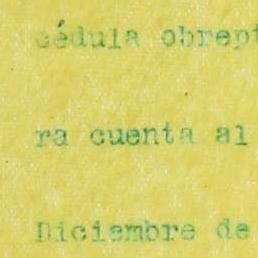 cédula obrept
ra cuenta al
Diciembre de